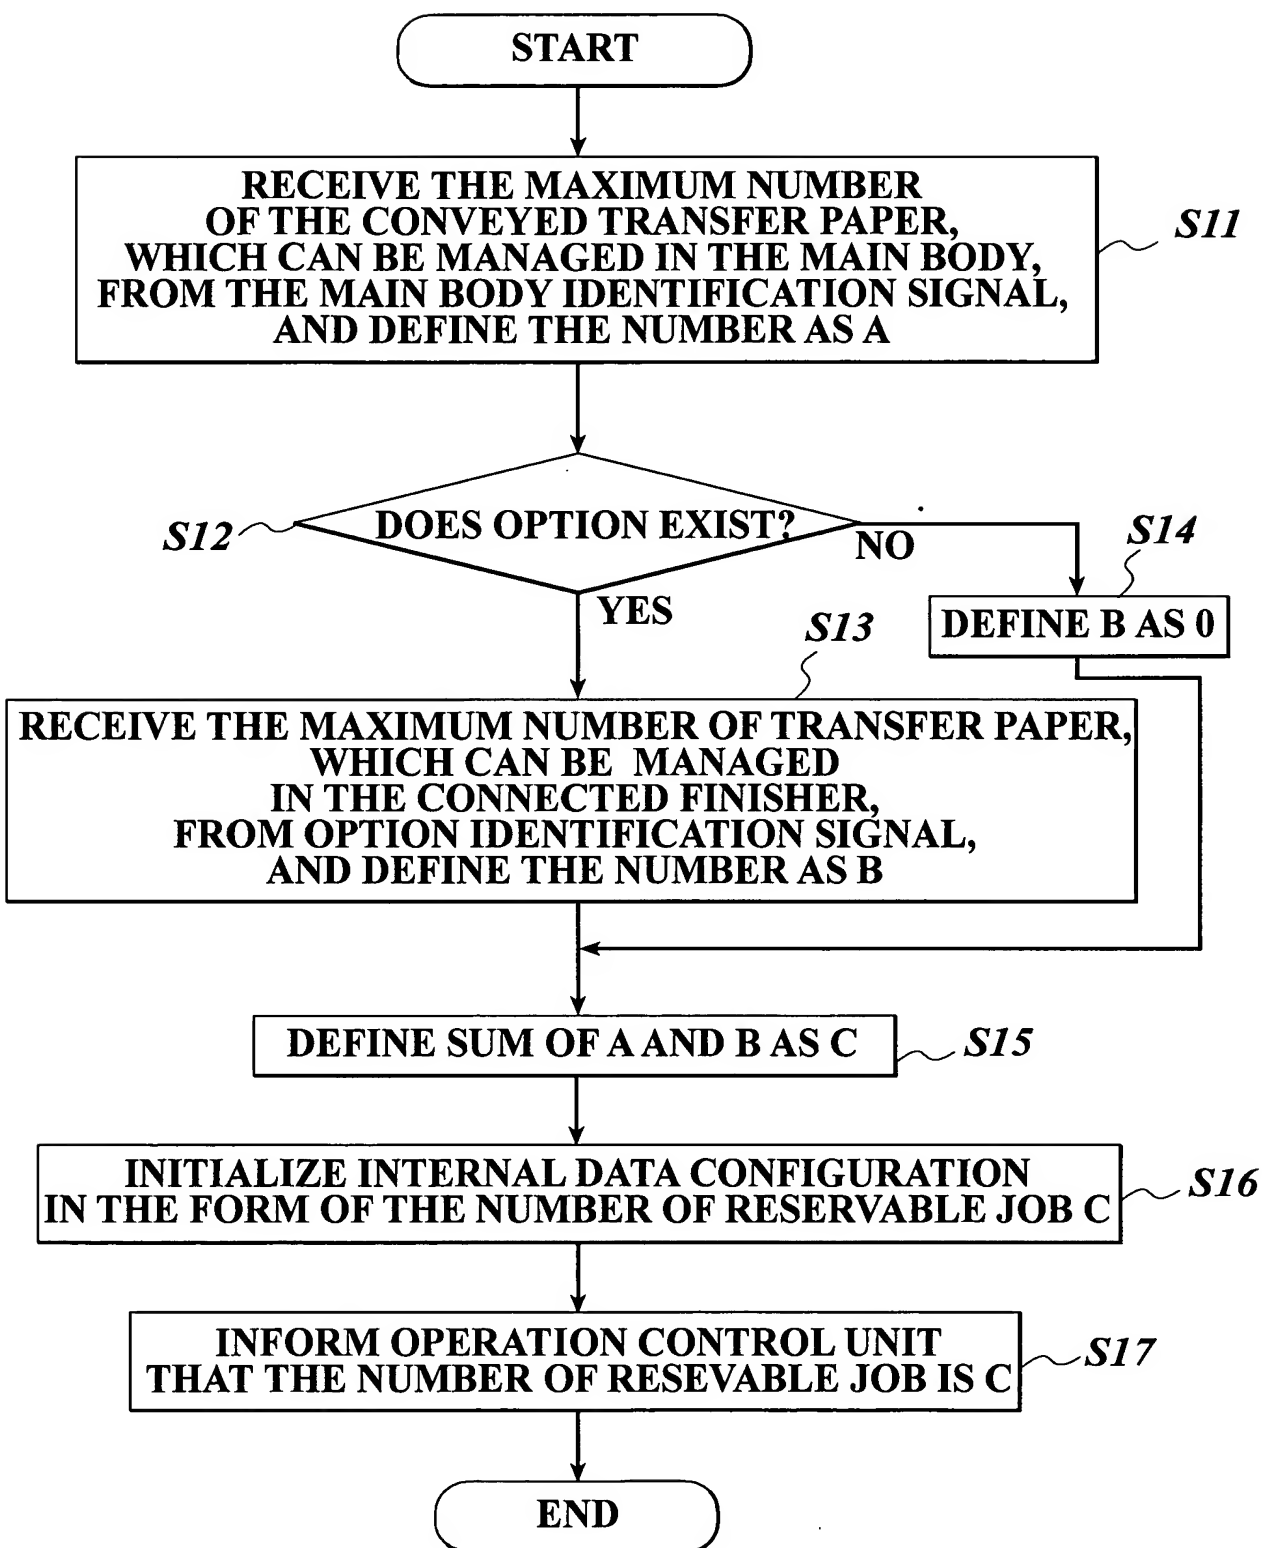 START
RECEIVE THE MAXIMUM NUMBER
OF THE CONVEYED TRANSFER PAPER,
WHICH CAN BE MANAGED IN THE MAIN BODY,
FROM THE MAIN BODY IDENTIFICATION SIGNAL,
AND DEFINE THE NUMBER AS A
S11
DOES OPTION EXIST?
S12
NO
YES
S14
DEFINE B AS 0
S13
RECEIVE THE MAXIMUM NUMBER OF TRANSFER PAPER,
WHICH CAN BE MANAGED
IN THE CONNECTED FINISHER,
FROM OPTION IDENTIFICATION SIGNAL,
AND DEFINE THE NUMBER AS B
DEFINE SUM OF A AND B AS C
S15
INITIALIZE INTERNAL DATA CONFIGURATION
IN THE FORM OF THE NUMBER OF RESERVABLE JOB C
S16
INFORM OPERATION CONTROL UNIT
THAT THE NUMBER OF RESEVABLE JOB IS C
S17
END